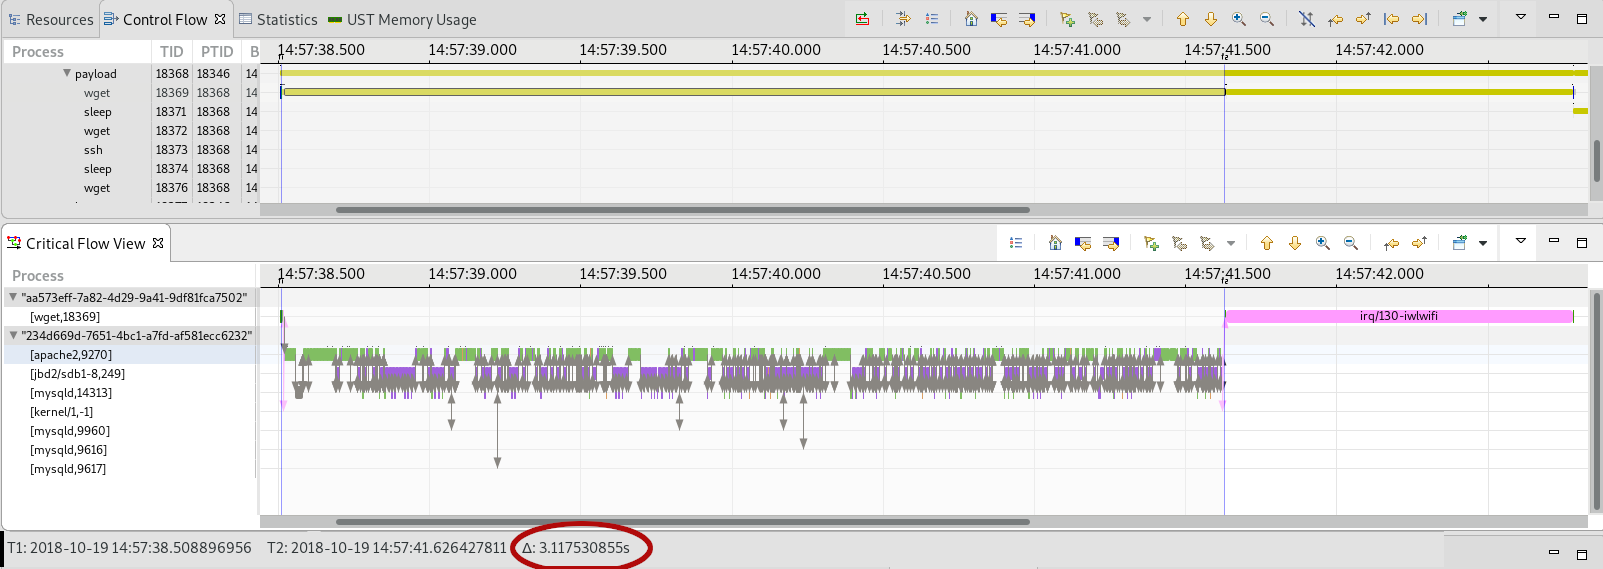 Resources Control Flow Statistics UST Memory Usage
Process TID PTID B 14:57:38.500 14:57:39.000 14:57:39.500 14:57:40.000 14:57:40.500 14:57:41.000 14:57:41.500 14:57:42.000
payload 18368 18346 14
wget 18369 18368 14
sleep 18371 18368 14
wget 18372 18368 14
ssh 18373 18368 14
sleep 18374 18368 14
wget 18376 18368 14
Critical Flow View
Process 14:57:38.500 14:57:39.000 14:57:39.500 14:57:40.000 14:57:40.500 14:57:41.000 14:57:41.500 14:57:42.000
"aa573eff-7a82-4d29-9a41-9df81fca7502"
[wget,18369] irq/130-iwlwifi
"234d669d-7651-4bc1-a7fd-af581ecc6232"
[apache2,9270]
[jbd2/sdb1-8,249]
[mysqld,14313]
[kernel/1,-1]
[mysqld,9960]
[mysqld,9616]
[mysqld,9617]
T1: 2018-10-19 14:57:38.508896956 T2: 2018-10-19 14:57:41.626427811 Δ: 3.117530855s